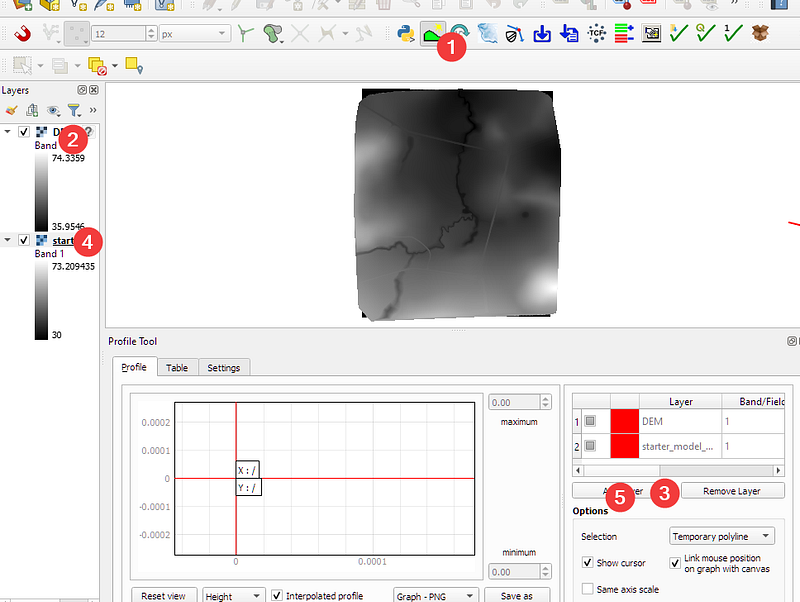 12
px
TCF
1
Layers
2
Band
74.3359
35.9546
start
4
Band 1
73.209435
30
Profile Tool
Profile
Table
Settings
0.0002
0.0001
0
-0.0001
-0.0002
X : /
Y : /
0
0.0001
0.00
maximum
minimum
0.00
Layer
Band/Field
1
DEM
1
2
starter_model_...
1
5
3
Remove Layer
Options
Selection
Temporary polyline
Show cursor
Link mouse position
on graph with canvas
Same axis scale
Reset view
Height
Interpolated profile
Graph - PNG
Save as